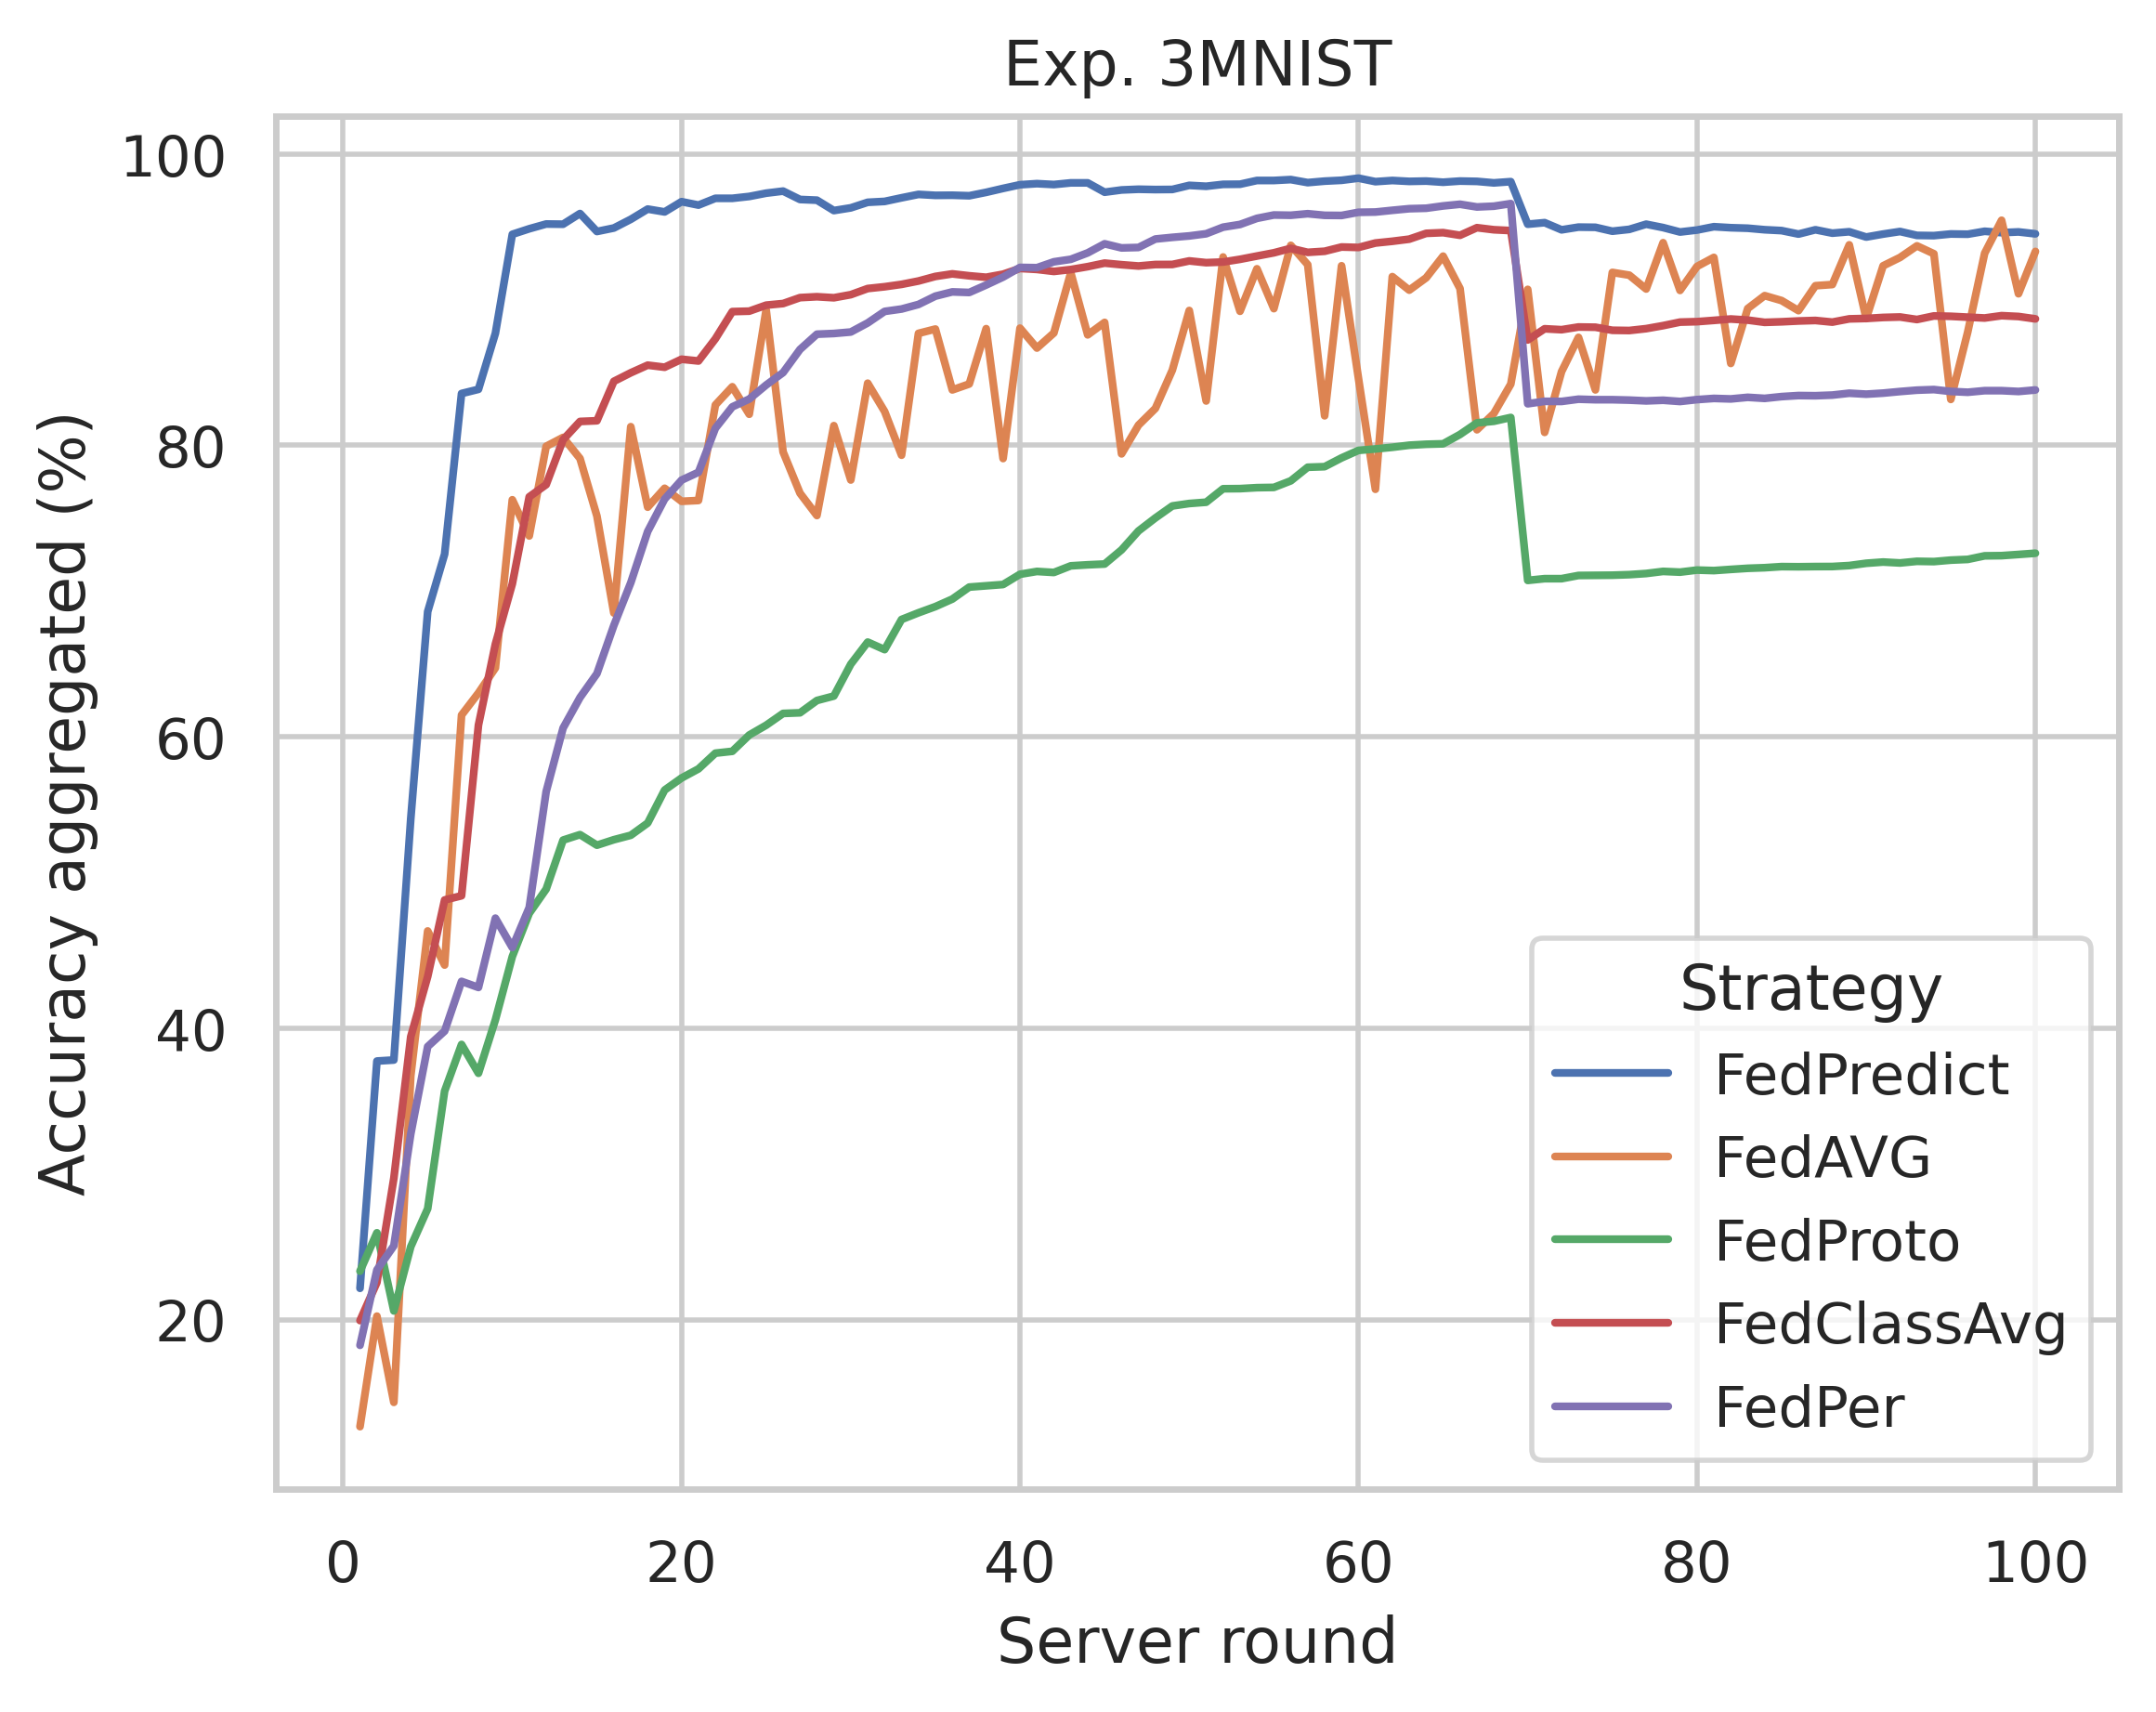 Exp. 3MNIST
Accuracy aggregated (%)
100
80
60
40
20
0 20 40 60 80 100
Server round
Strategy
FedPredict
FedAVG
FedProto
FedClassAvg
FedPer